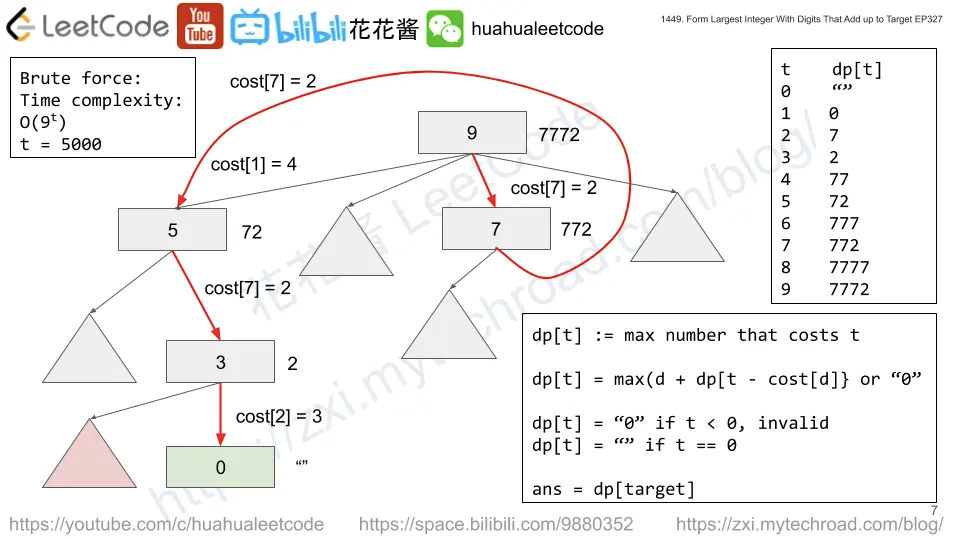 LeetCode
You
Tube
bilibili 花花酱
huahualeetcode
1449. Form Largest Integer With Digits That Add up to Target EP327
Brute force:
Time complexity:
O(9^t)
t = 5000
cost[7] = 2
9
7772
cost[1] = 4
cost[7] = 2
5
72
7
772
cost[7] = 2
3
2
cost[2] = 3
0
“”
t dp[t]
0 “”
1 0
2 7
3 2
4 77
5 72
6 777
7 772
8 7777
9 7772
dp[t] := max number that costs t
dp[t] = max(d + dp[t - cost[d]} or “0”
dp[t] = “0” if t < 0, invalid
dp[t] = “” if t == 0
ans = dp[target]
花花酱 LeetCode
http://zxi.mytechroad.com/blog/
7
https://youtube.com/c/huahualeetcode
https://space.bilibili.com/9880352
https://zxi.mytechroad.com/blog/